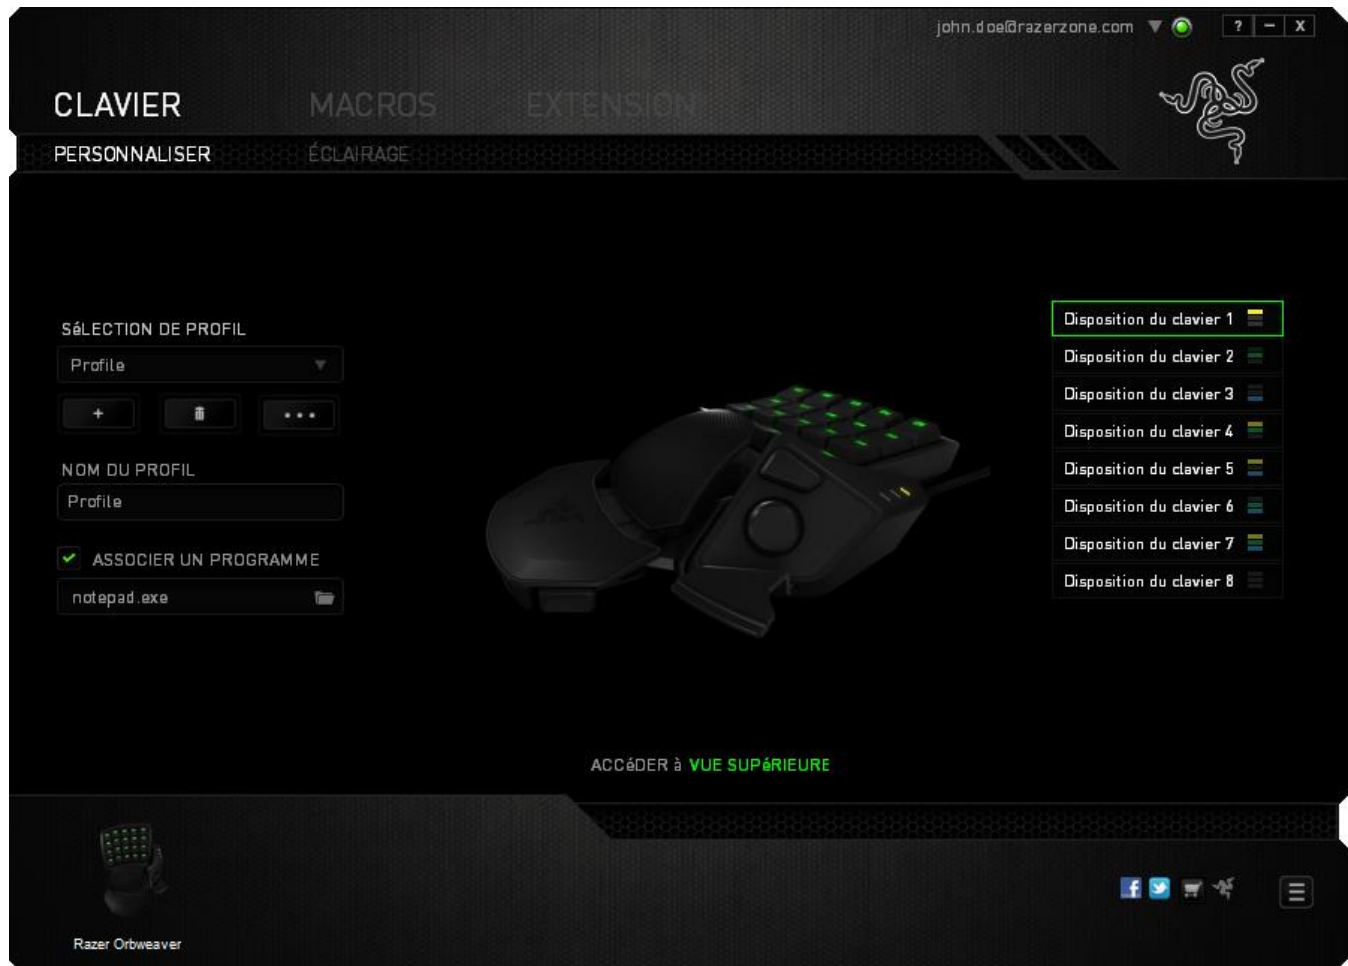 john.doe@razerzone.com
? – X
CLAVIER MACROS EXTENSION
PERSONNALISER ÉCLAIRAGE
SéLECTION DE PROFIL
Profile
+ ...
NOM DU PROFIL
Profile
ASSOCIER UN PROGRAMME
notepad.exe
Disposition du clavier 1
Disposition du clavier 2
Disposition du clavier 3
Disposition du clavier 4
Disposition du clavier 5
Disposition du clavier 6
Disposition du clavier 7
Disposition du clavier 8
ACCéDER à VUE SUPéRIEURE
Razer Orbweaver